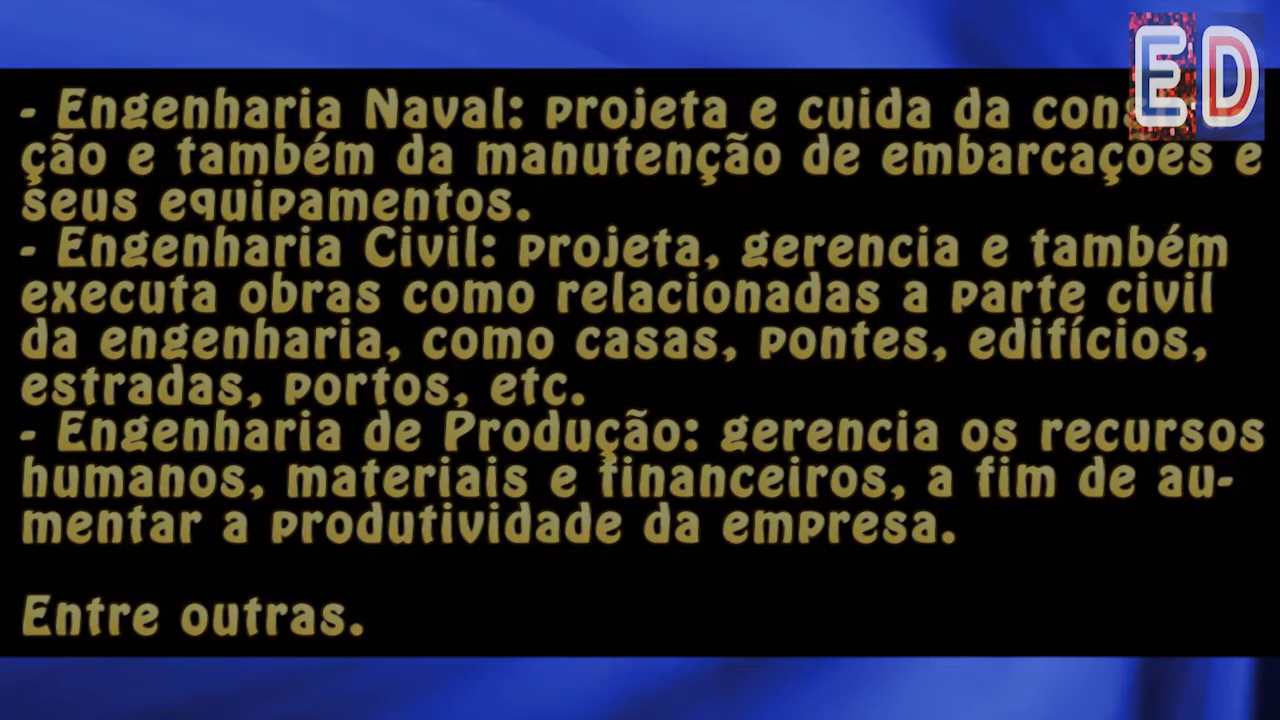 ED
- Engenharia Naval: projeta e cuida da
ção e também da manutenção de embarcações e
seus equipamentos.
- Engenharia Civil: projeta, gerencia e também
executa obras como relacionadas a parte civil
da engenharia, como casas, pontes, edifícios,
estradas, portos, etc.
- Engenharia de Produção: gerencia os recursos
humanos, materiais e financeiros, a fim de au-
mentar a produtividade da empresa.
Entre outras.